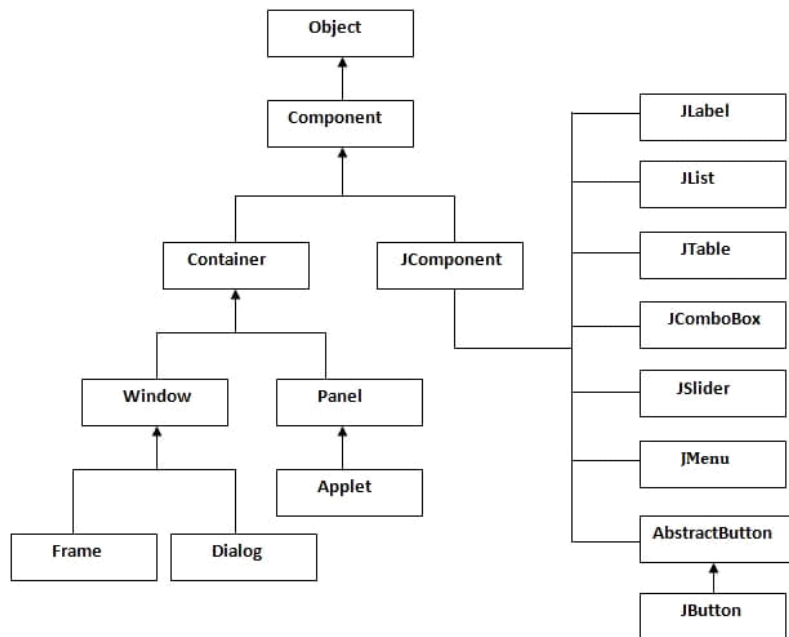 Object
Component
Container
JComponent
Window
Panel
Applet
Frame
Dialog
JLabel
JList
JTable
JComboBox
JSlider
JMenu
AbstractButton
JButton